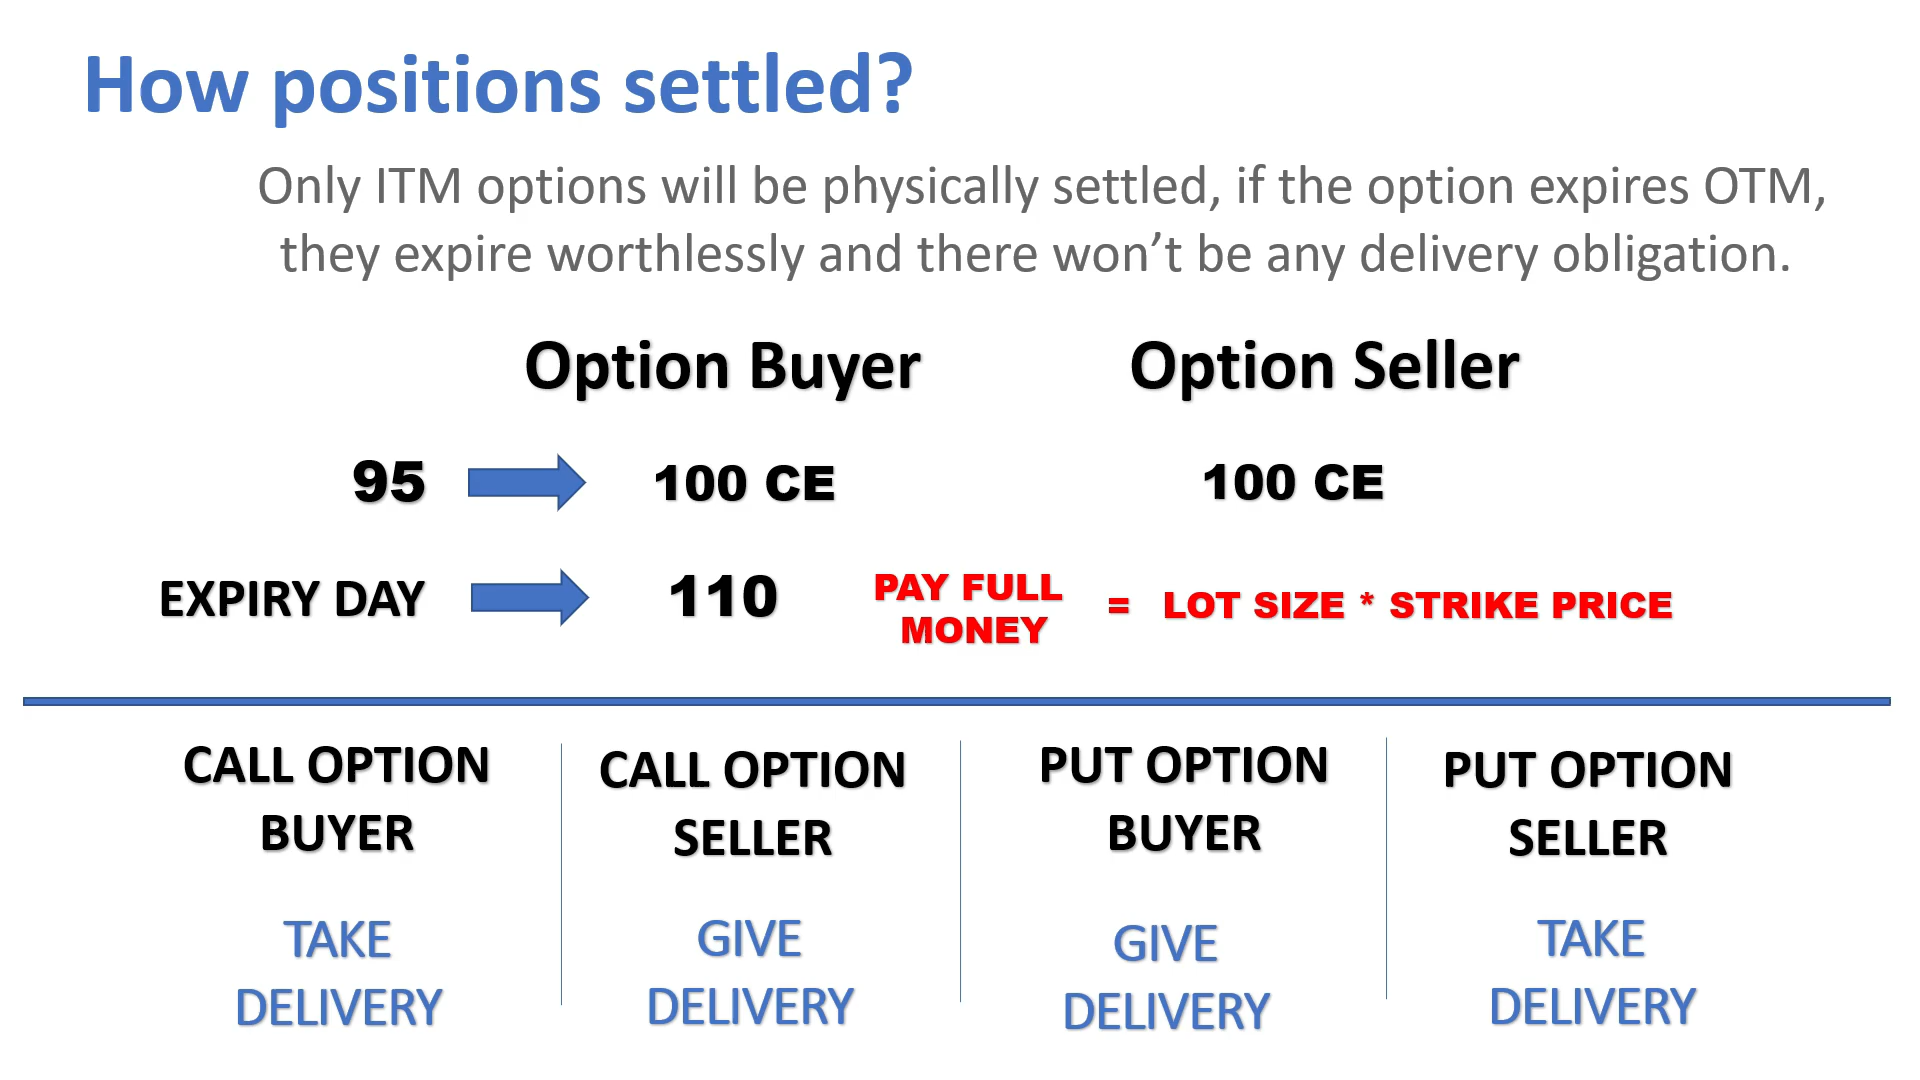 How positions settled?
Only ITM options will be physically settled, if the option expires OTM,
they expire worthlessly and there won’t be any delivery obligation.
Option Buyer
Option Seller
95
100 CE
100 CE
EXPIRY DAY
110
PAY FULL
MONEY
=
LOT SIZE * STRIKE PRICE
CALL OPTION
BUYER
TAKE
DELIVERY
CALL OPTION
SELLER
GIVE
DELIVERY
PUT OPTION
BUYER
GIVE
DELIVERY
PUT OPTION
SELLER
TAKE
DELIVERY